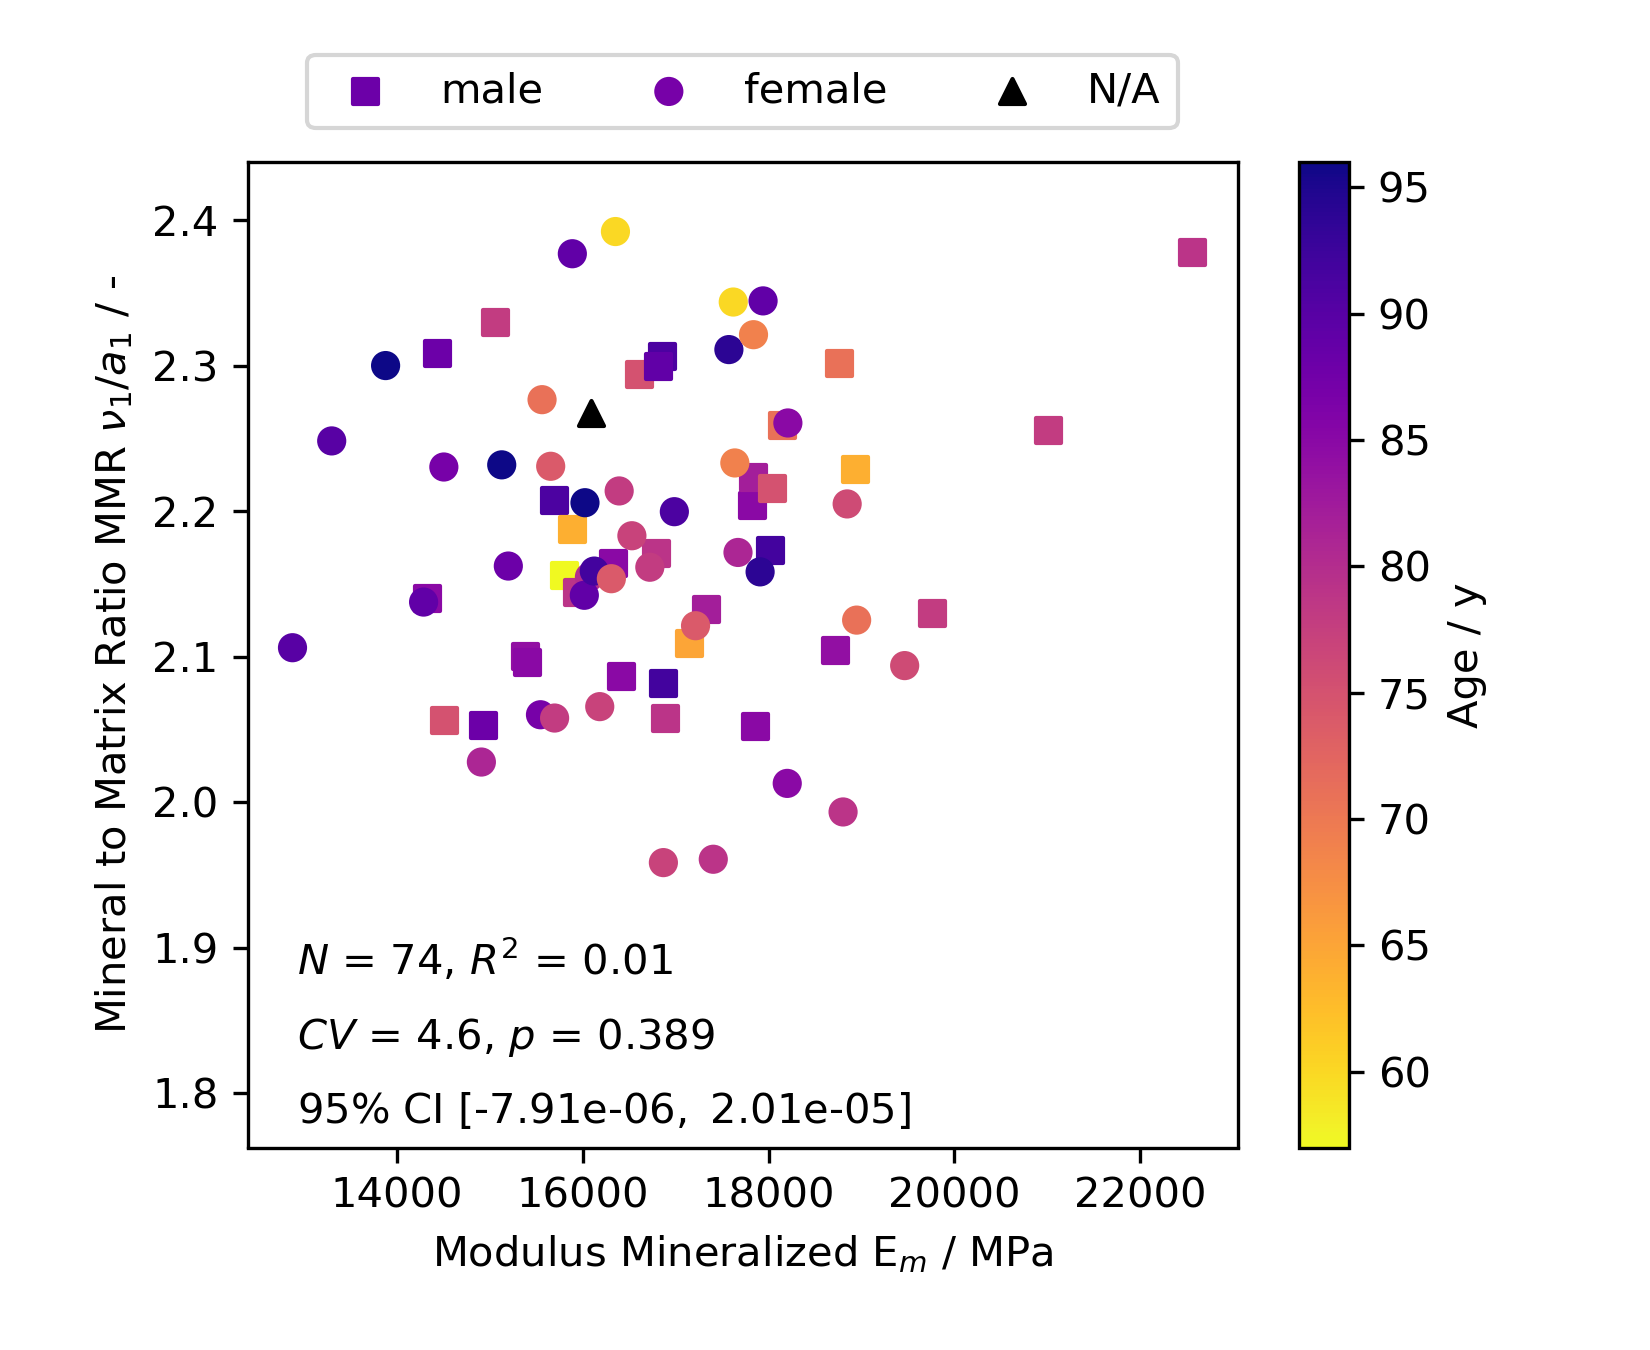 male female N/A
2.4
2.3
2.2
2.1
2.0
1.9
1.8
Mineral to Matrix Ratio MMR ν₁/a₁ / -
N = 74, R² = 0.01
CV = 4.6, p = 0.389
95% CI [-7.91e-06, 2.01e-05]
14000 16000 18000 20000 22000
Modulus Mineralized Eₘ / MPa
95
90
85
80
75
70
65
60
Age / y